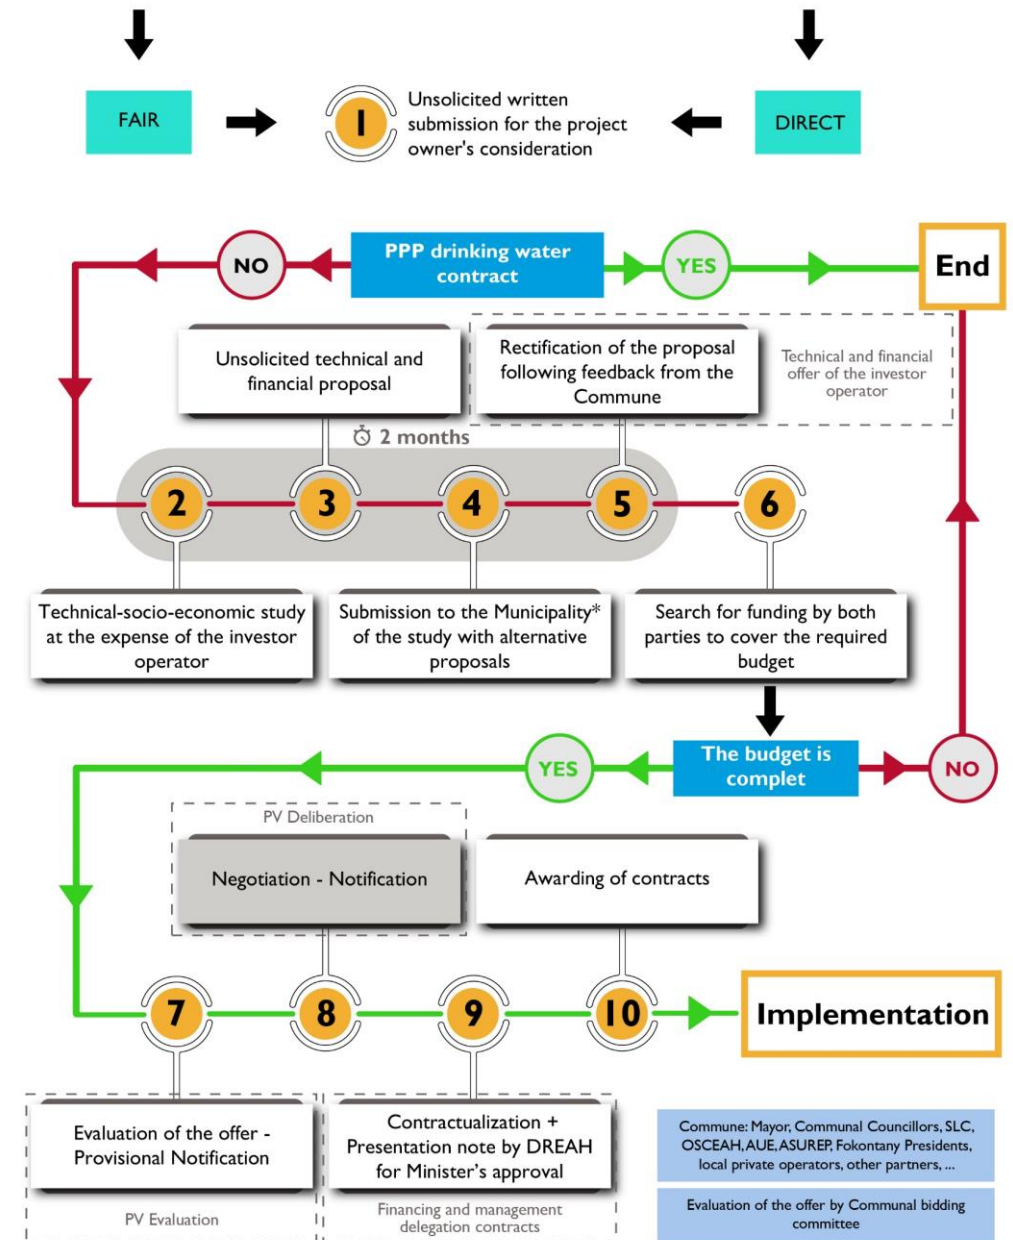 FAIR
1
Unsolicited written
submission for the project
owner's consideration
DIRECT
NO
PPP drinking water
contract
YES
End
Unsolicited technical and
financial proposal
Rectification of the proposal
following feedback from the
Commune
Technical and financial
offer of the investor
operator
2 months
2
3
4
5
6
Technical-socio-economic study
at the expense of the investor
operator
Submission to the Municipality*
of the study with alternative
proposals
Search for funding by both
parties to cover the required
budget
YES
The budget is
complet
NO
PV Deliberation
Negotiation - Notification
Awarding of contracts
7
8
9
10
Implementation
Evaluation of the offer -
Provisional Notification
PV Evaluation
Contractualization +
Presentation note by DREAH
for Minister's approval
Financing and management
delegation contracts
Commune: Mayor, Communal Councillors, SLC,
OSCEAH, AUE, ASUREP, Fokontany Presidents,
local private operators, other partners, ...
Evaluation of the offer by Communal bidding
committee